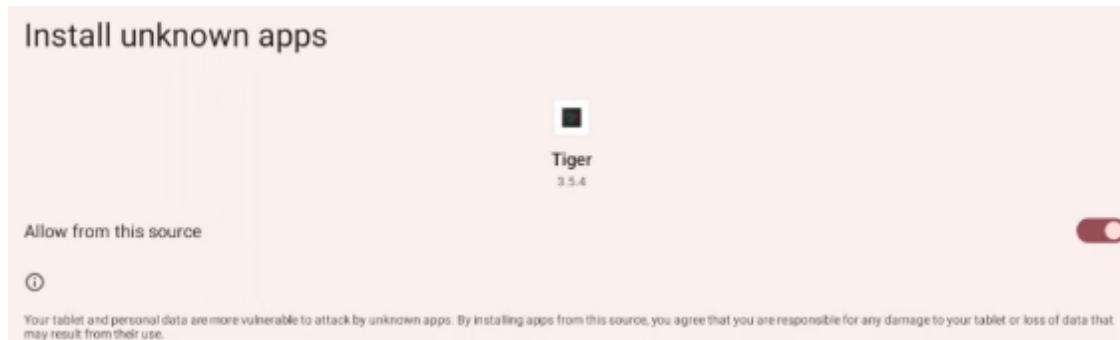 Install unknown apps
Tiger
3.5.4
Allow from this source
Your tablet and personal data are more vulnerable to attack by unknown apps. By installing apps from this source, you agree that you are responsible for any damage to your tablet or loss of data that
may result from their use.